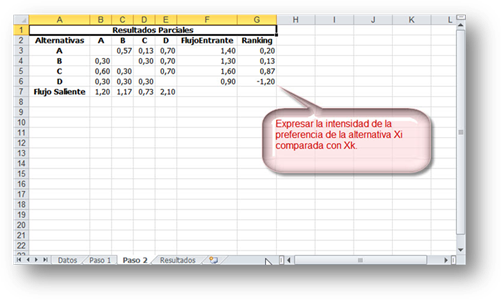 A B C D E F G H I J K L
1 Resultados Parciales
2 Alternativas A B C D FlujoEntrante Ranking
3 A 0,57 0,13 0,70 1,40 0,20
4 B 0,30 0,30 0,70 1,30 0,13
5 C 0,60 0,30 0,70 1,60 0,87
6 D 0,30 0,30 0,30 0,90 -1,20
7 Flujo Saliente 1,20 1,17 0,73 2,10
8
9
10
Expresar la intensidad de la
11
preferencia de la alternativa Xi
12
comparada con Xk.
13
14
15
16
17
18
19
20
21
22
23
Datos Paso 1 Paso 2 Resultados